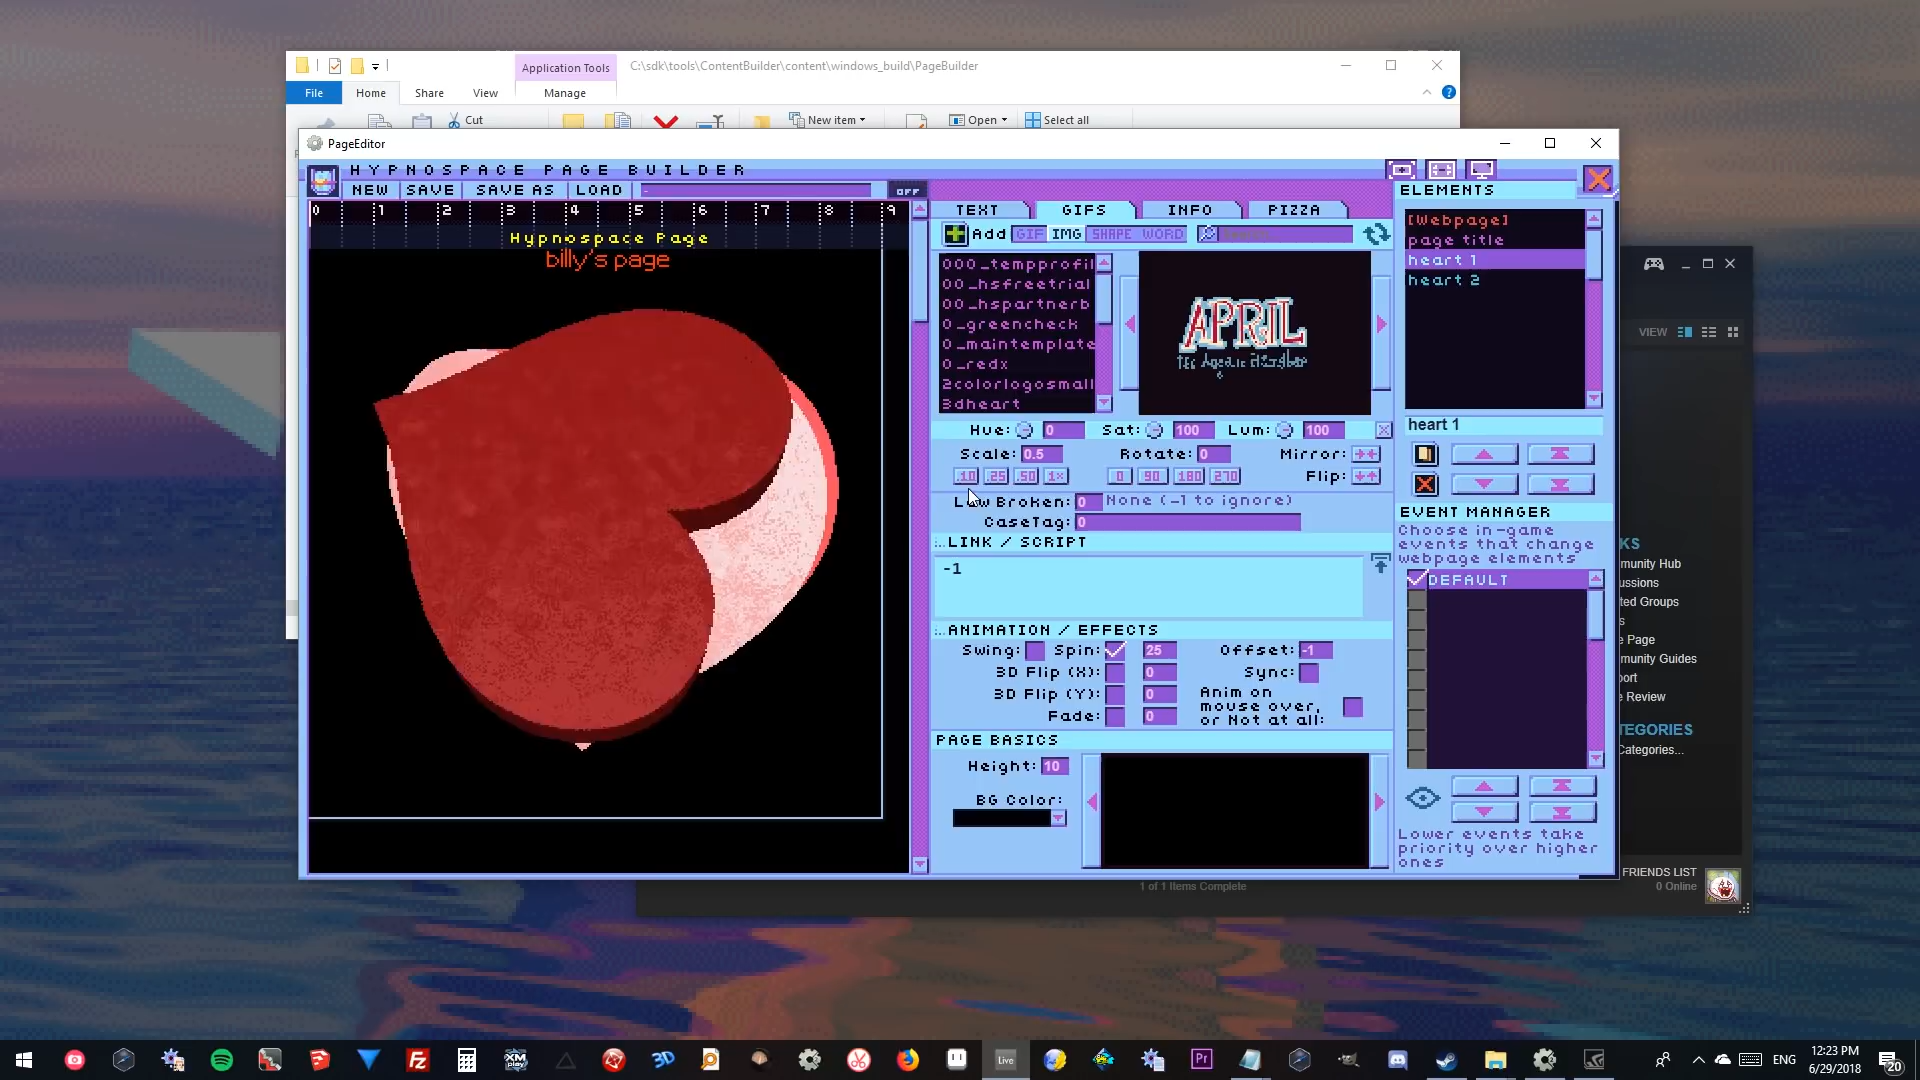 Application Tools
C:\sdk\tools\ContentBuilder\content\windows_build\PageBuilder
File
Home
Share
View
Manage
Cut
New item
Open
Select all
PageEditor
HYPNOSPACE PAGE BUILDER
NEW
SAVE
SAVE AS
LOAD
-
OFF
0 1 2 3 4 5 6 7 8 9
Hypnospace Page
billy's page
TEXT
GIFS
INFO
PIZZA
Add
GIF
IMG
SHAPE
WORD
000_tempprofil
00_hsfreetrial
00_hspartnerb
0_greencheck
0_maintemplate
0_redx
2colorlogosmall
3dheart
APRIL
Hue: 0
Sat: 100
Lum: 100
Scale: 0.5
Rotate: 0
Mirror:
.10 .25 .50 1x
0 90 180 270
Flip:
Law Broken: 0 None (-1 to ignore)
CaseTag: 0
:..LINK / SCRIPT
-1
:..ANIMATION / EFFECTS
Swing:
Spin: 25
Offset: -1
3D Flip (X): 0
Sync:
3D Flip (Y): 0
Anim on
mouse over,
or Not at all:
Fade: 0
PAGE BASICS
Height: 10
BG Color:
ELEMENTS
[Webpage]
page title
heart 1
heart 2
heart 1
EVENT MANAGER
Choose in-game
events that change
webpage elements
DEFAULT
Lower events take
priority over higher
ones
VIEW
KS
munity Hub
ussions
ted Groups
s
e Page
munity Guides
port
e Review
TEGORIES
Categories...
FRIENDS LIST
0 Online
1 of 1 Items Complete
Fz
XM
play
3D
Live
Pr
ENG
12:23 PM
6/29/2018
20